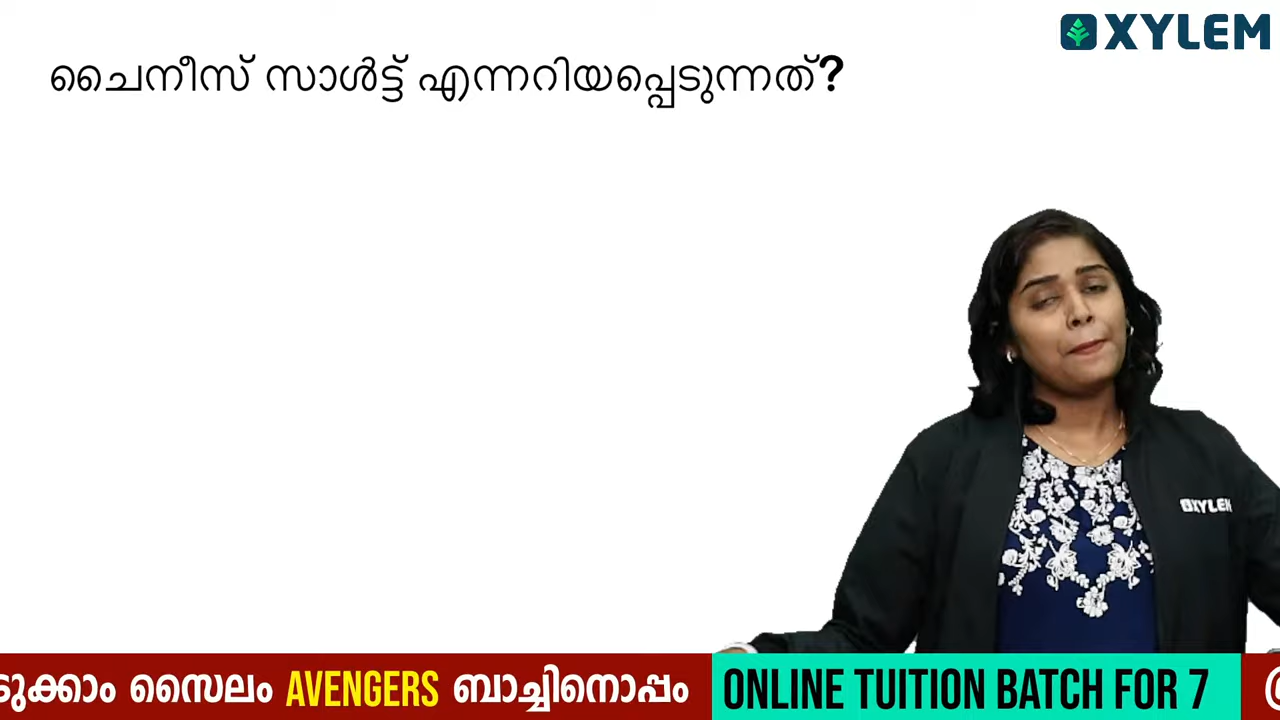 XYLEM
ചൈനീസ് സാൾട്ട് എന്നറിയപ്പെടുന്നത്?
XYLEM
സൈലം AVENGERS ബാച്ചിനൊപ്പം
ONLINE TUITION BATCH FOR 7